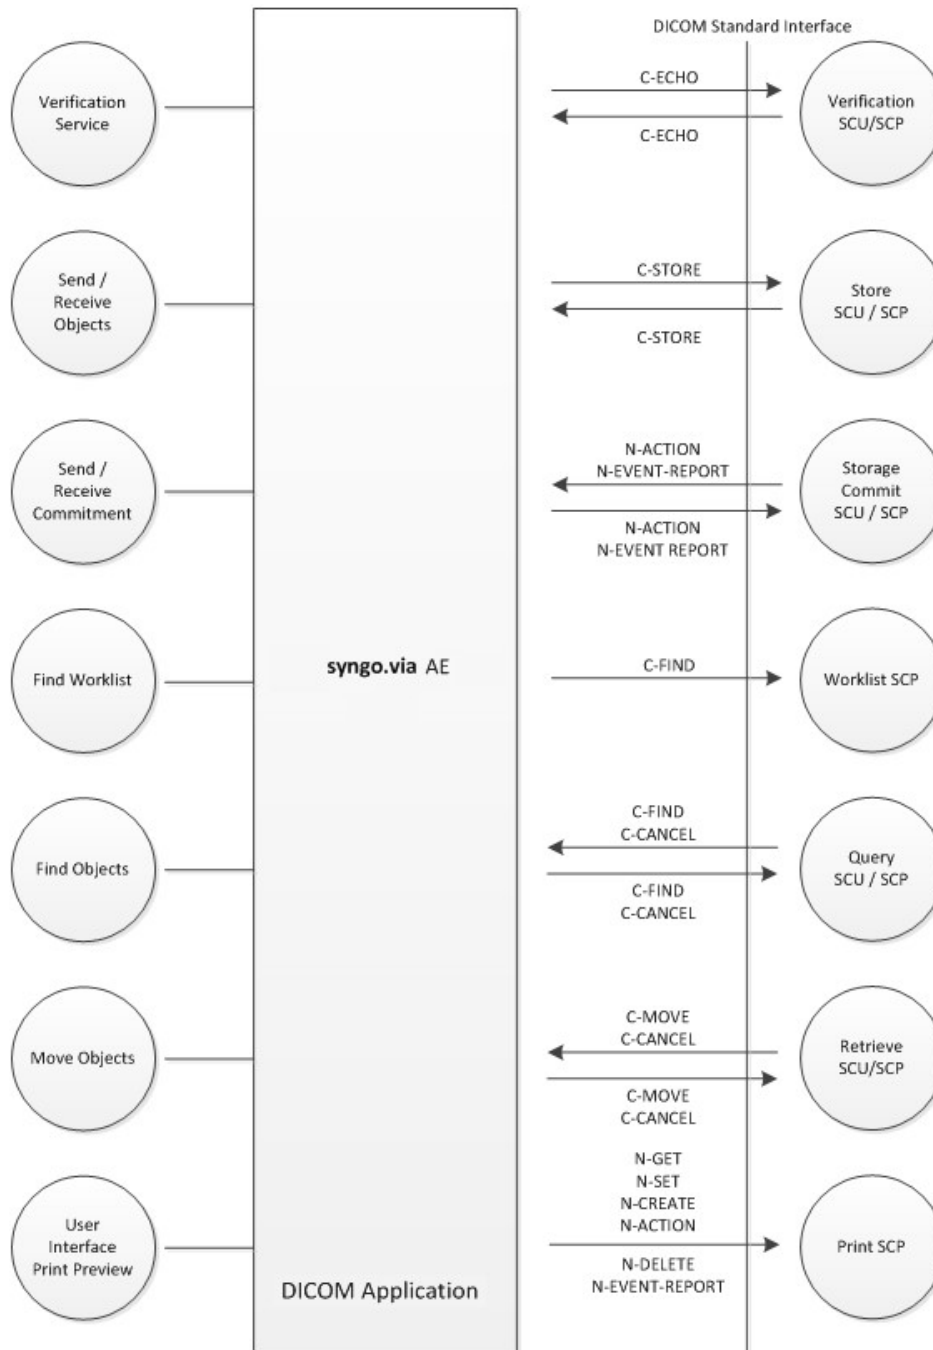 DICOM Standard Interface
Verification
Service
C-ECHO
C-ECHO
Verification
SCU/SCP
Send /
Receive
Objects
C-STORE
C-STORE
Store
SCU / SCP
Send /
Receive
Commitment
N-ACTION
N-EVENT-REPORT
N-ACTION
N-EVENT REPORT
Storage
Commit
SCU / SCP
Find Worklist
syngo.via AE
C-FIND
Worklist SCP
Find Objects
C-FIND
C-CANCEL
C-FIND
C-CANCEL
Query
SCU / SCP
Move Objects
C-MOVE
C-CANCEL
C-MOVE
C-CANCEL
Retrieve
SCU/SCP
User
Interface
Print Preview
DICOM Application
N-GET
N-SET
N-CREATE
N-ACTION
N-DELETE
N-EVENT-REPORT
Print SCP